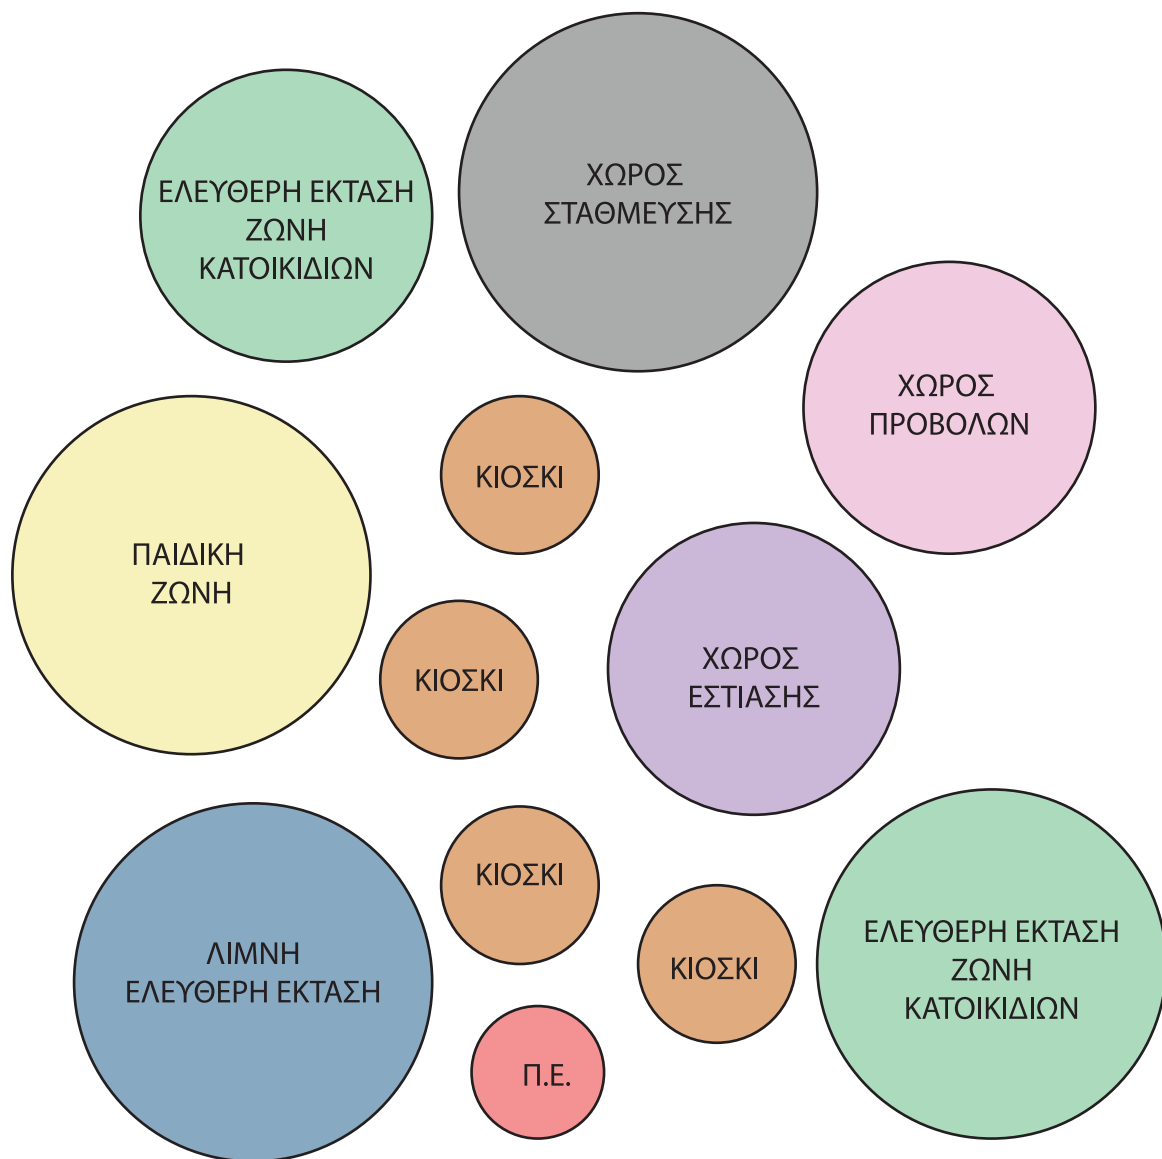 ΕΛΕΥΘΕΡΗ ΕΚΤΑΣΗ
ΖΩΝΗ
ΚΑΤΟΙΚΙΔΙΩΝ
ΧΩΡΟΣ
ΣΤΑΘΜΕΥΣΗΣ
ΧΩΡΟΣ
ΠΡΟΒΟΛΩΝ
ΚΙΟΣΚΙ
ΠΑΙΔΙΚΗ
ΖΩΝΗ
ΚΙΟΣΚΙ
ΧΩΡΟΣ
ΕΣΤΙΑΣΗΣ
ΚΙΟΣΚΙ
ΛΙΜΝΗ
ΕΛΕΥΘΕΡΗ ΕΚΤΑΣΗ
ΚΙΟΣΚΙ
ΕΛΕΥΘΕΡΗ ΕΚΤΑΣΗ
ΖΩΝΗ
ΚΑΤΟΙΚΙΔΙΩΝ
Π.Ε.